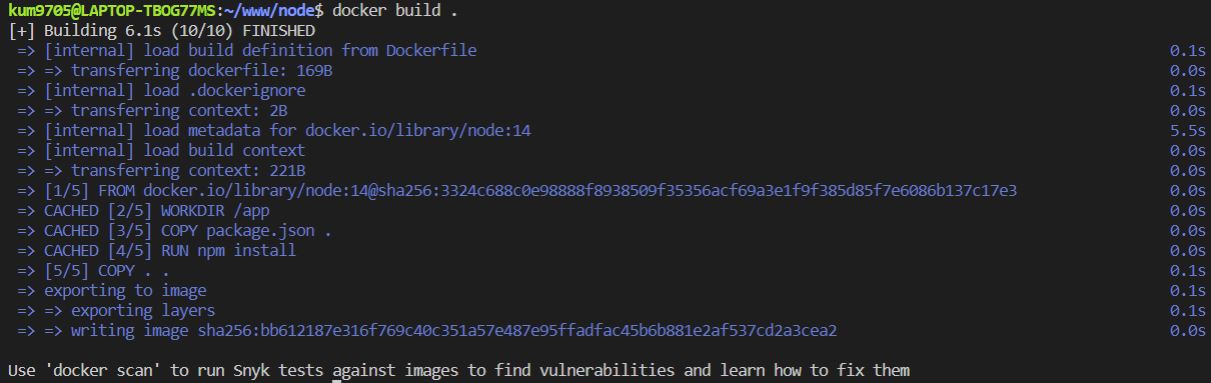 kum9705@LAPTOP-TBOG77MS:~/www/node$ docker build .
[+] Building 6.1s (10/10) FINISHED
=> [internal] load build definition from Dockerfile 0.1s
=> => transferring dockerfile: 169B 0.0s
=> [internal] load .dockerignore 0.1s
=> => transferring context: 2B 0.0s
=> [internal] load metadata for docker.io/library/node:14 5.5s
=> [internal] load build context 0.0s
=> => transferring context: 221B 0.0s
=> [1/5] FROM docker.io/library/node:14@sha256:3324c688c0e98888f8938509f35356acf69a3e1f9f385d85f7e6086b137c17e3 0.0s
=> CACHED [2/5] WORKDIR /app 0.0s
=> CACHED [3/5] COPY package.json . 0.0s
=> CACHED [4/5] RUN npm install 0.0s
=> [5/5] COPY . . 0.1s
=> exporting to image 0.1s
=> => exporting layers 0.1s
=> => writing image sha256:bb612187e316f769c40c351a57e487e95ffadfac45b6b881e2af537cd2a3cea2 0.0s
Use 'docker scan' to run Snyk tests against images to find vulnerabilities and learn how to fix them